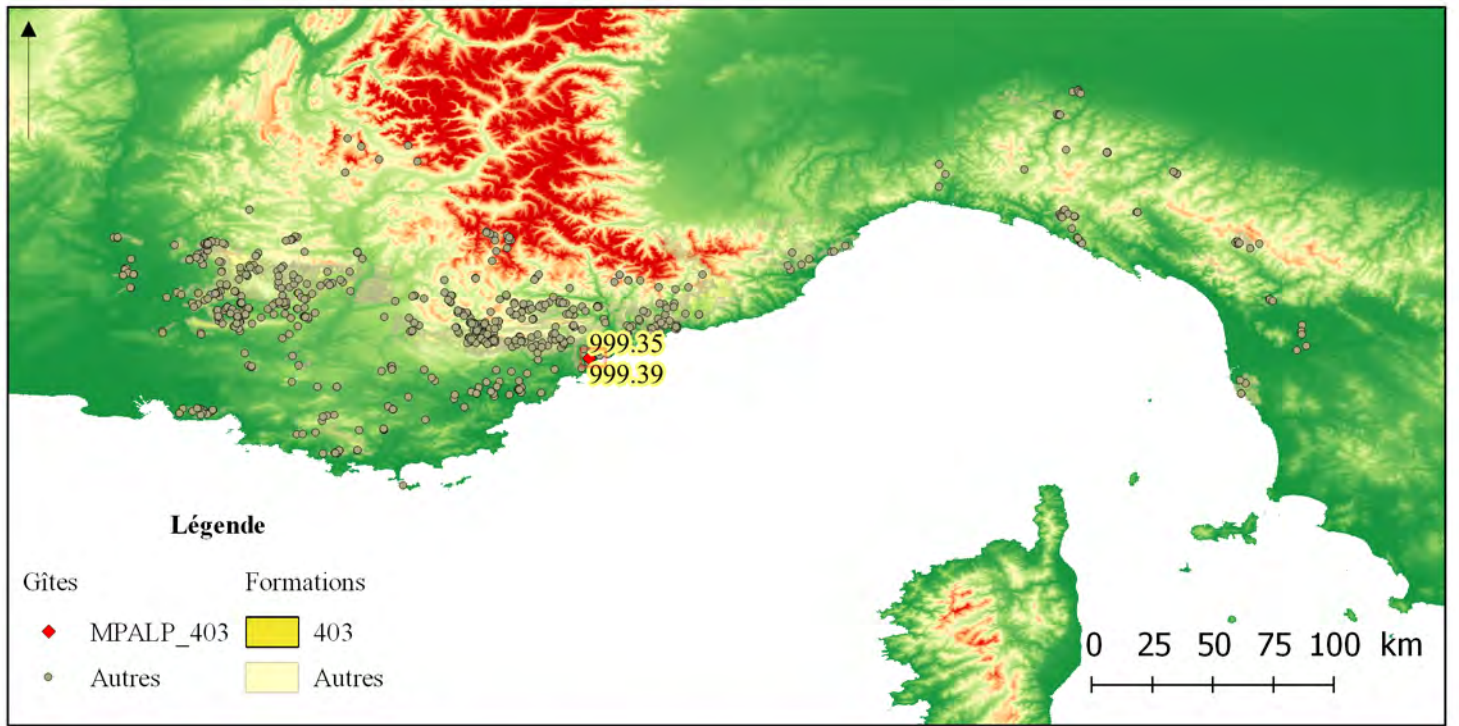 999.35
999.39
Légende
Gîtes Formations
MPALP_403 403
Autres Autres
0 25 50 75 100 km